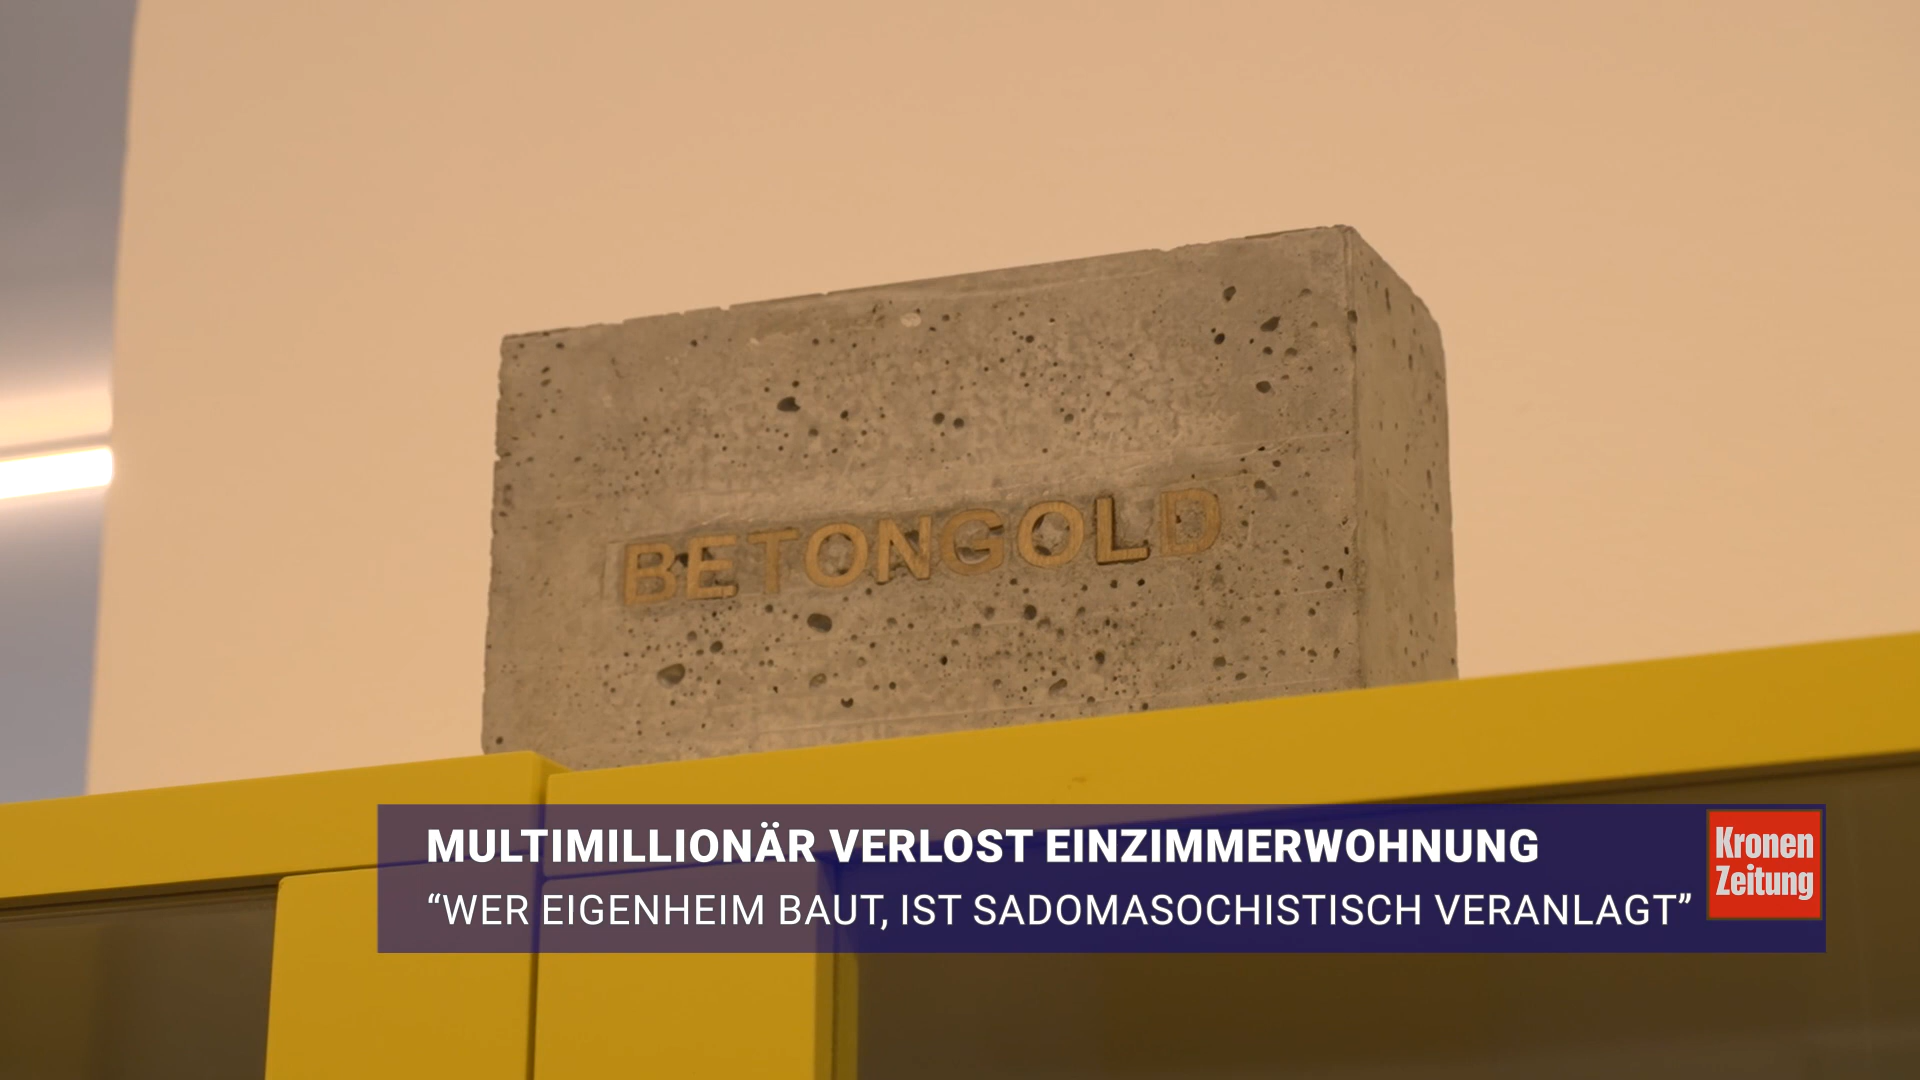 BETONGOLD
MULTIMILLIONÄR VERLOST EINZIMMERWOHNUNG
“WER EIGENHEIM BAUT, IST SADOMASOCHISTISCH VERANLAGT”
Kronen
Zeitung